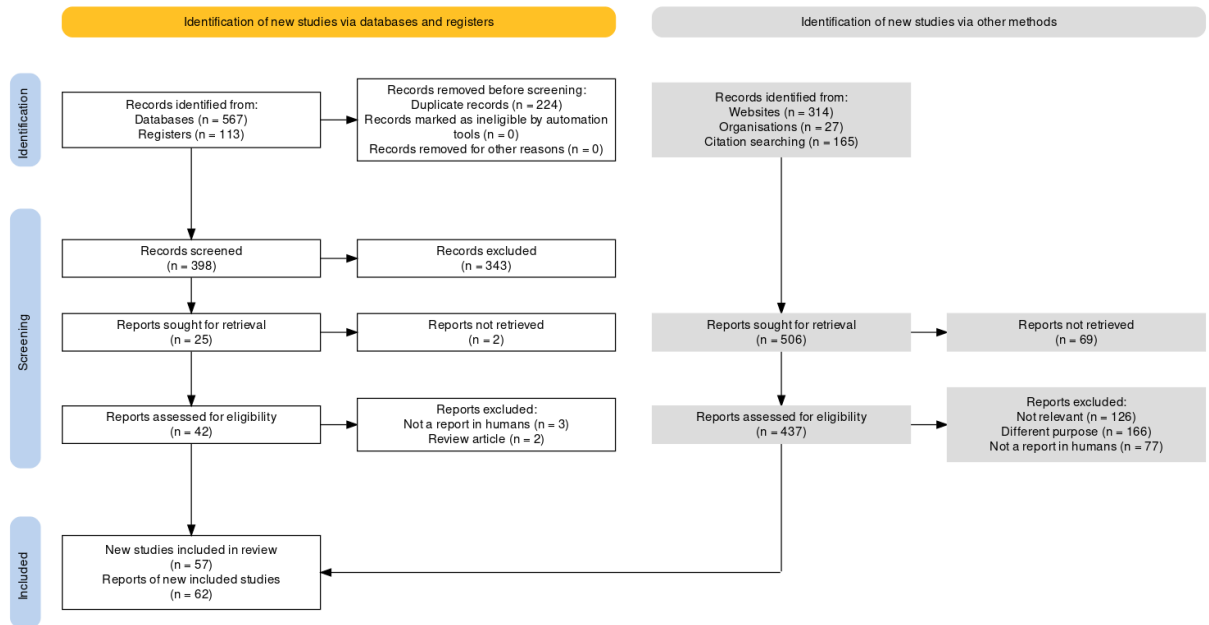 Identification of new studies via databases and registers
Identification of new studies via other methods
Identification
Records identified from:
Databases (n = 567)
Registers (n = 113)
Records removed before screening:
Duplicate records (n = 224)
Records marked as ineligible by automation
tools (n = 0)
Records removed for other reasons (n = 0)
Records identified from:
Websites (n = 314)
Organisations (n = 27)
Citation searching (n = 165)
Screening
Records screened
(n = 398)
Records excluded
(n = 343)
Reports sought for retrieval
(n = 25)
Reports not retrieved
(n = 2)
Reports sought for retrieval
(n = 506)
Reports not retrieved
(n = 69)
Reports assessed for eligibility
(n = 42)
Reports excluded:
Not a report in humans (n = 3)
Review article (n = 2)
Reports assessed for eligibility
(n = 437)
Reports excluded:
Not relevant (n = 126)
Different purpose (n = 166)
Not a report in humans (n = 77)
Included
New studies included in review
(n = 57)
Reports of new included studies
(n = 62)